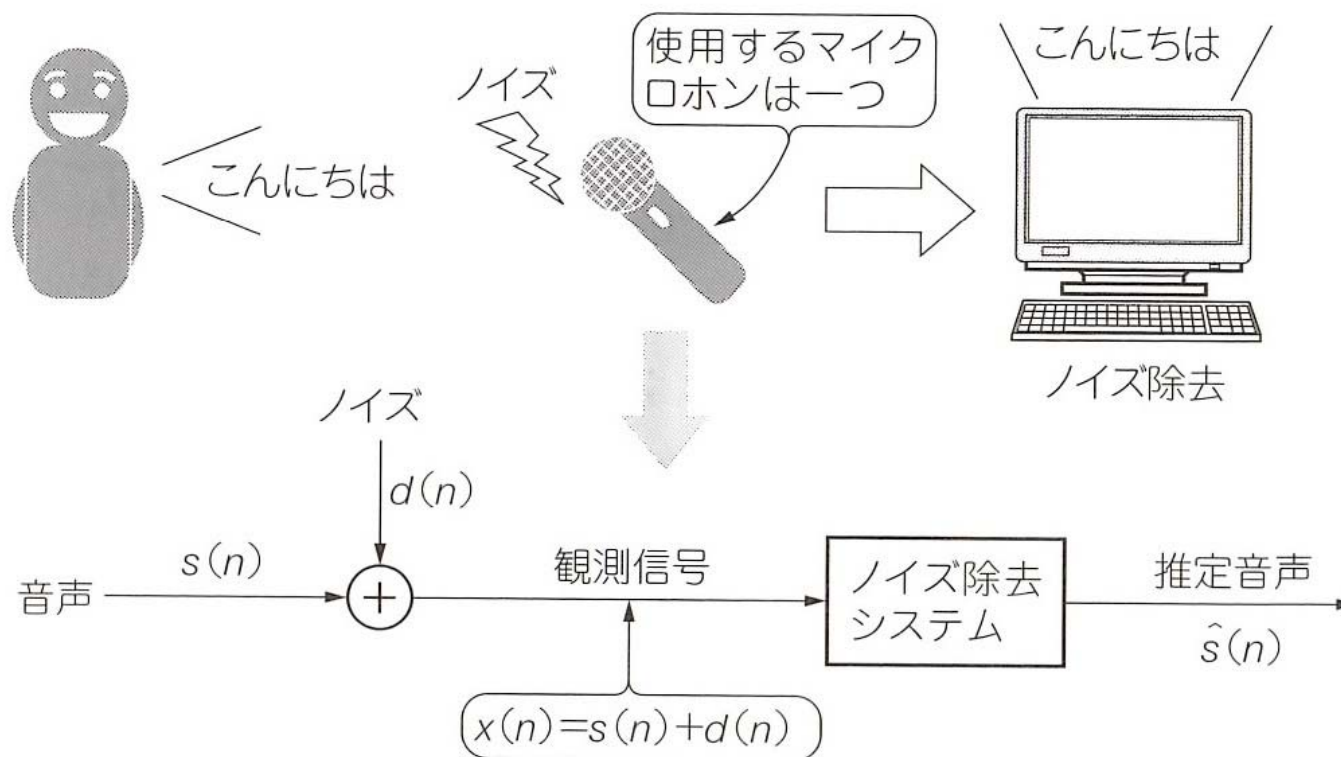 使用するマイク
ロホンは一つ
こんにちは
ノイズ
こんにちは
ノイズ除去
ノイズ
d(n)
s(n)
音声
+
観測信号
ノイズ除去
システム
推定音声
ŝ(n)
x(n)=s(n)+d(n)